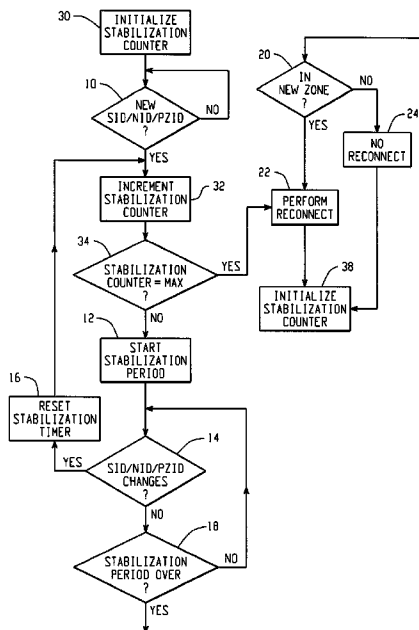 30
INITIALIZE
STABILIZATION
COUNTER
10
NEW
SID/NID/PZID
?
NO
YES
INCREMENT
STABILIZATION
COUNTER
32
34
STABILIZATION
COUNTER = MAX
?
YES
NO
12
START
STABILIZATION
PERIOD
16
RESET
STABILIZATION
TIMER
14
SID/NID/PZID
CHANGES
?
YES
NO
18
STABILIZATION
PERIOD OVER
?
NO
YES
20
IN
NEW ZONE
?
NO
YES
24
NO
RECONNECT
22
PERFORM
RECONNECT
38
INITIALIZE
STABILIZATION
COUNTER